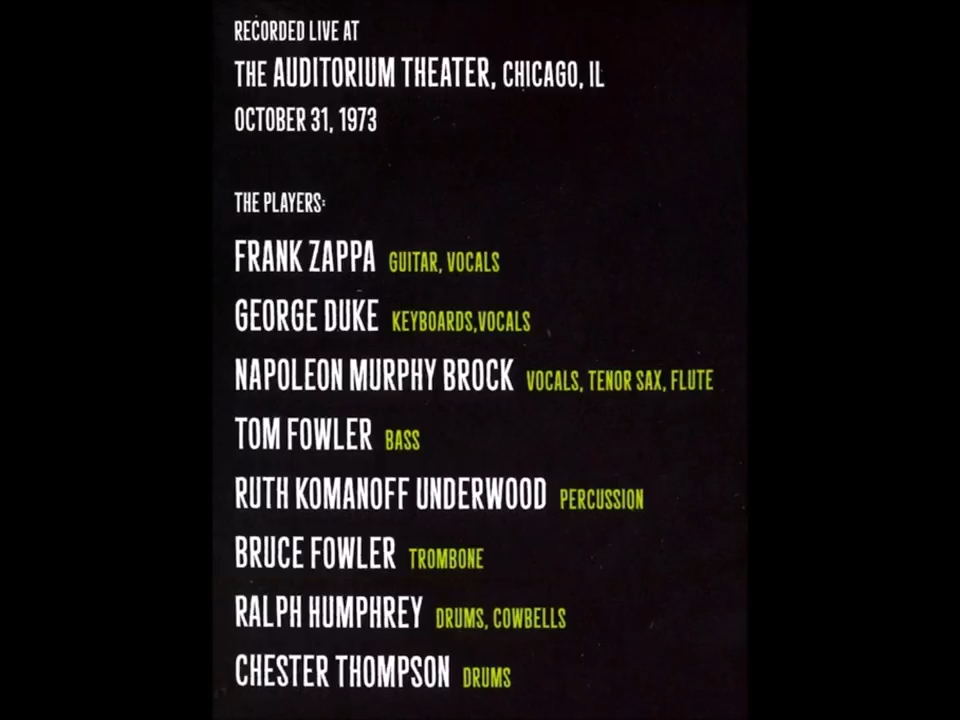 RECORDED LIVE AT
THE AUDITORIUM THEATER, CHICAGO, IL
OCTOBER 31, 1973
THE PLAYERS:
FRANK ZAPPA GUITAR, VOCALS
GEORGE DUKE KEYBOARDS,VOCALS
NAPOLEON MURPHY BROCK VOCALS, TENOR SAX, FLUTE
TOM FOWLER BASS
RUTH KOMANOFF UNDERWOOD PERCUSSION
BRUCE FOWLER TROMBONE
RALPH HUMPHREY DRUMS, COWBELLS
CHESTER THOMPSON DRUMS